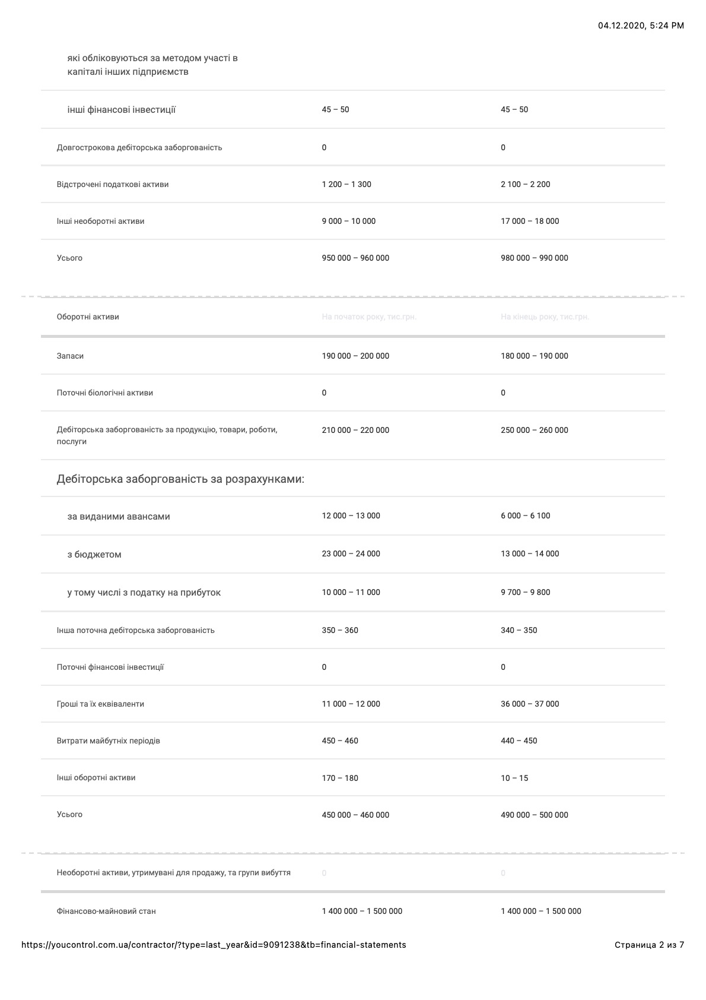 04.12.2020, 5:24 PM
які обліковуються за методом участі в
капіталі інших підприємств
інші фінансові інвестиції 45 – 50 45 – 50
Довгострокова дебіторська заборгованість 0 0
Відстрочені податкові активи 1 200 – 1 300 2 100 – 2 200
Інші необоротні активи 9 000 – 10 000 17 000 – 18 000
Усього 950 000 – 960 000 980 000 – 990 000
Оборотні активи На початок року, тис.грн. На кінець року, тис.грн.
Запаси 190 000 – 200 000 180 000 – 190 000
Поточні біологічні активи 0 0
Дебіторська заборгованість за продукцію, товари, роботи, 210 000 – 220 000 250 000 – 260 000
послуги
Дебіторська заборгованість за розрахунками:
за виданими авансами 12 000 – 13 000 6 000 – 6 100
з бюджетом 23 000 – 24 000 13 000 – 14 000
у тому числі з податку на прибуток 10 000 – 11 000 9 700 – 9 800
Інша поточна дебіторська заборгованість 350 – 360 340 – 350
Поточні фінансові інвестиції 0 0
Гроші та їх еквіваленти 11 000 – 12 000 36 000 – 37 000
Витрати майбутніх періодів 450 – 460 440 – 450
Інші оборотні активи 170 – 180 10 – 15
Усього 450 000 – 460 000 490 000 – 500 000
Необоротні активи, утримувані для продажу, та групи вибуття 0 0
Фінансово-майновий стан 1 400 000 – 1 500 000 1 400 000 – 1 500 000
https://youcontrol.com.ua/contractor/?type=last_year&id=9091238&tb=financial-statements Страница 2 из 7